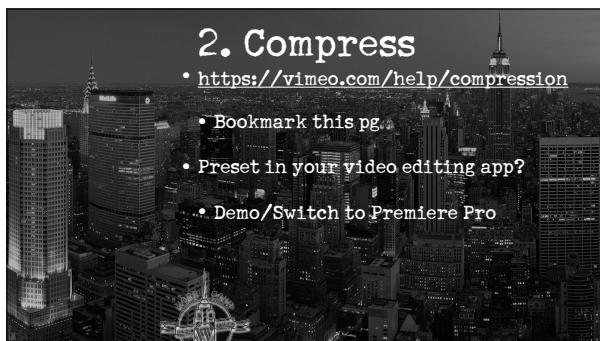 2. Compress
• https://vimeo.com/help/compression
• Bookmark this pg.
• Preset in your video editing app?
• Demo/Switch to Premiere Pro
MetLife